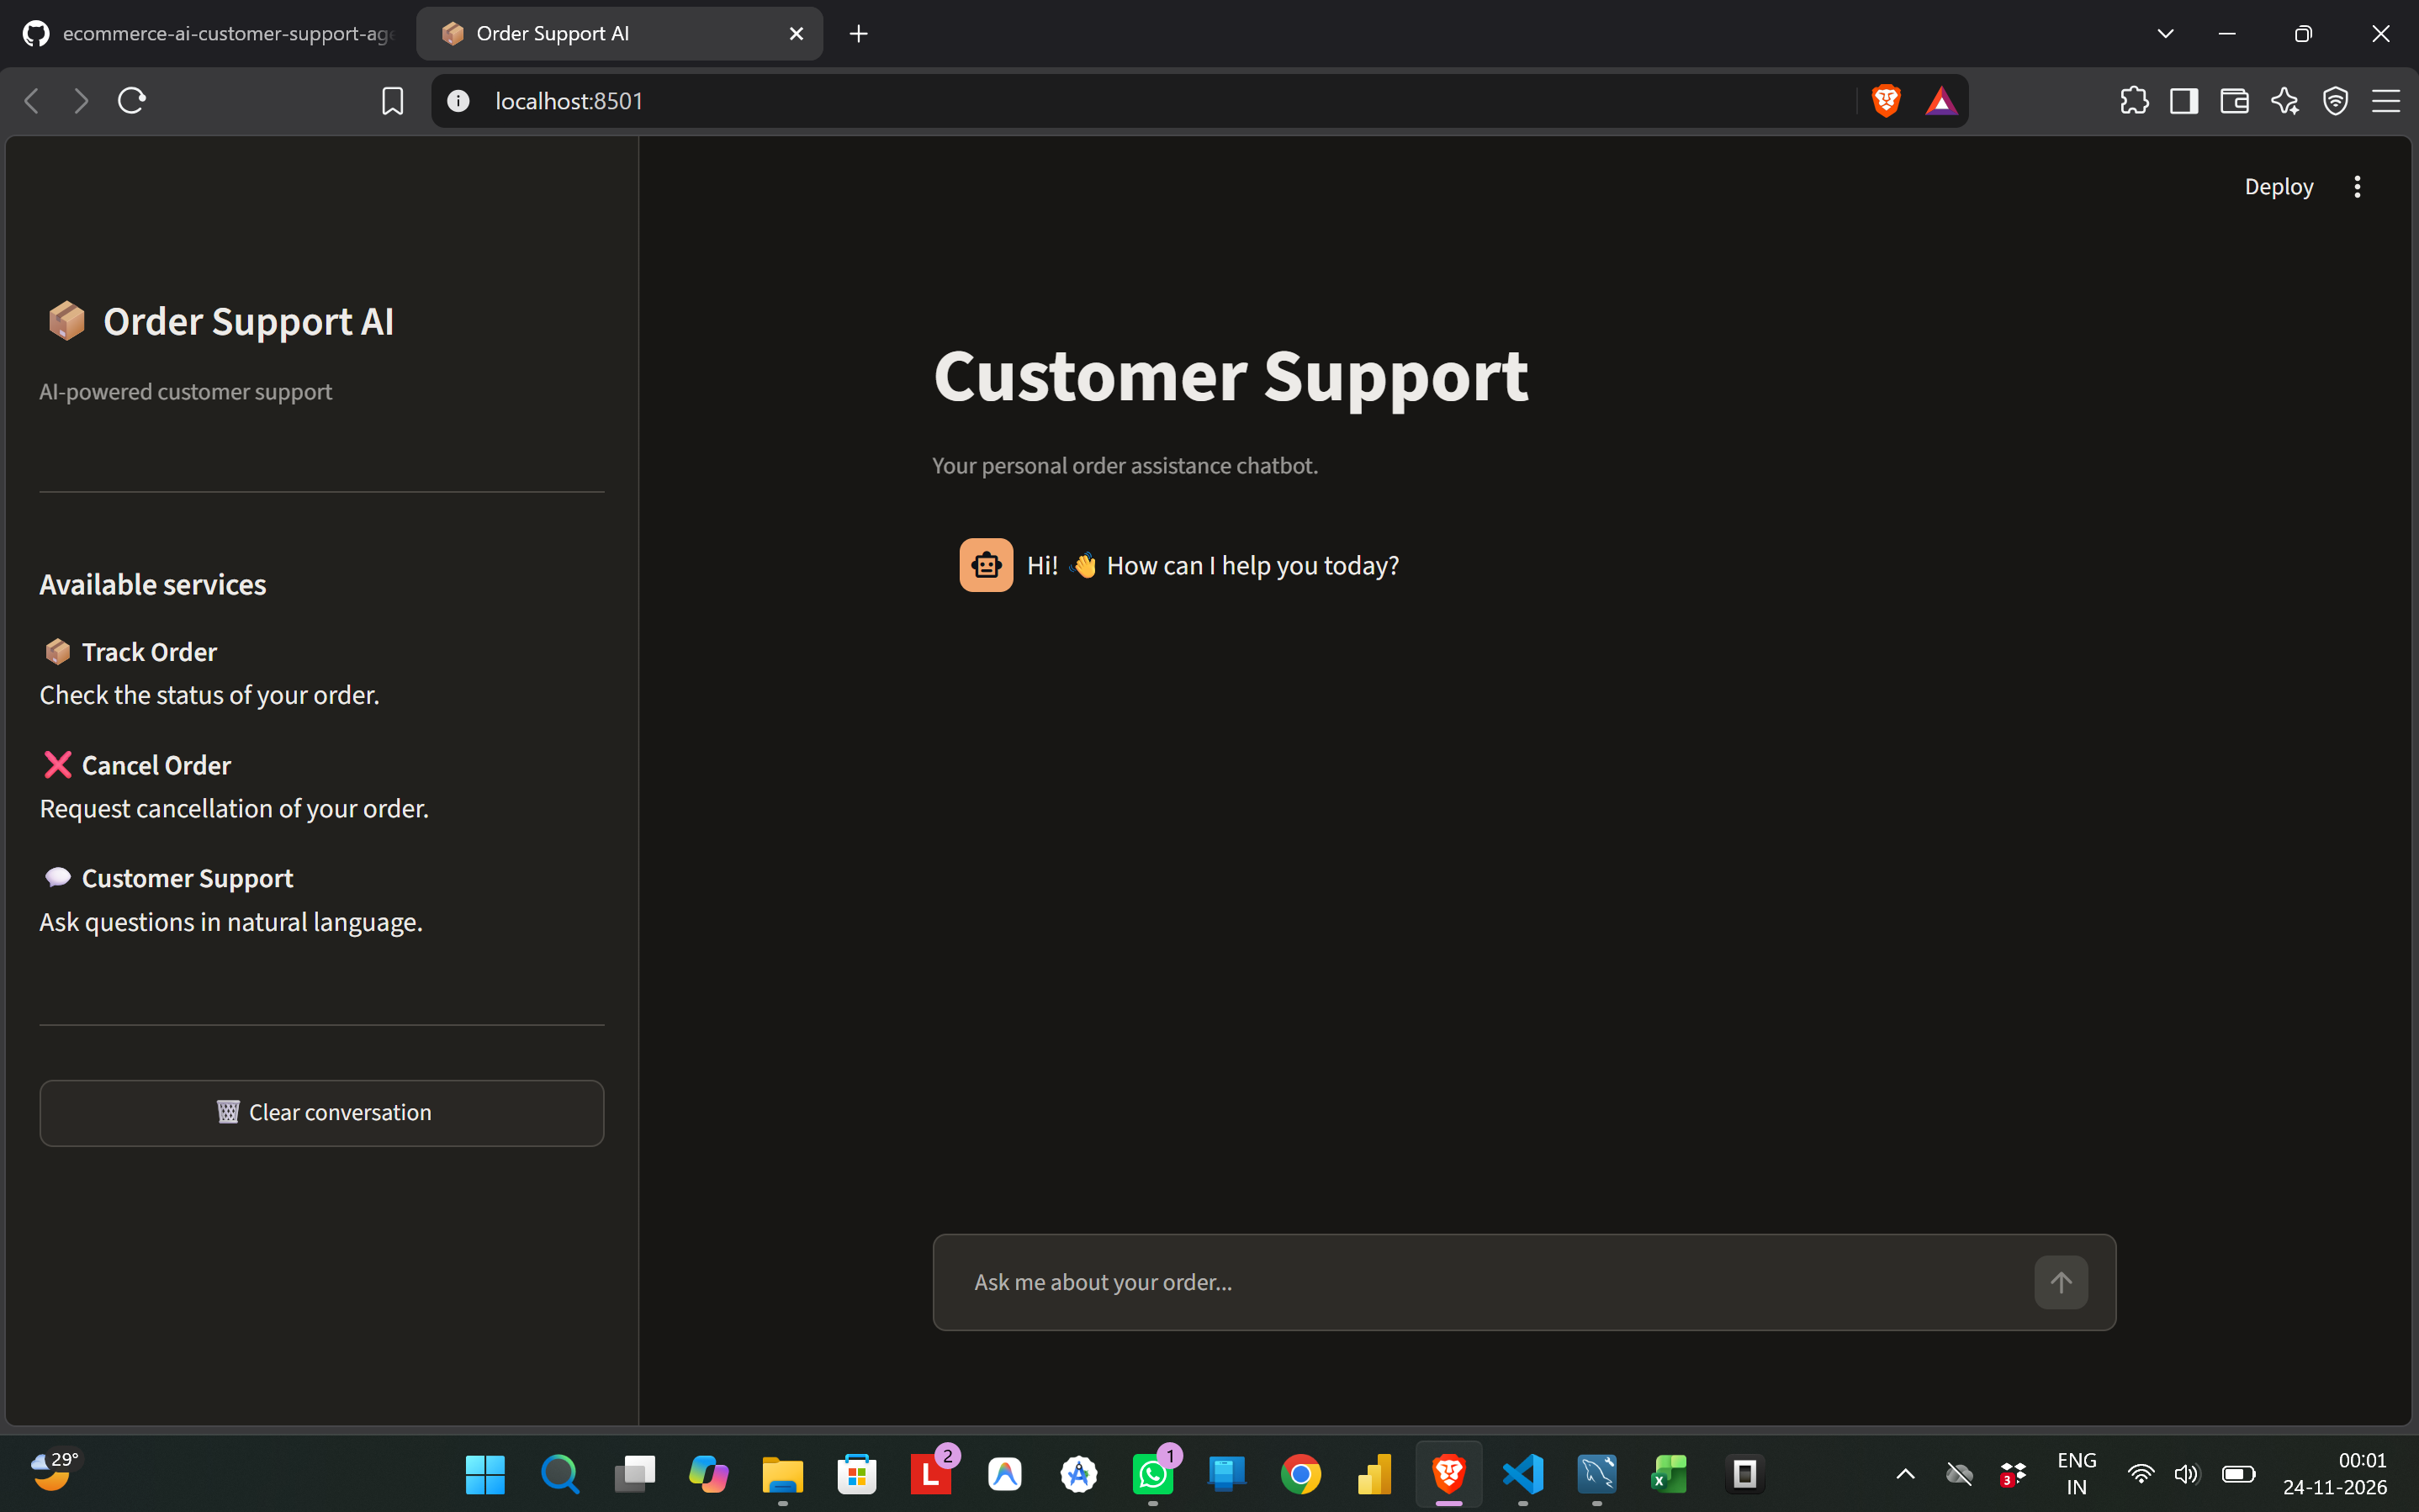 ecommerce-ai-customer-support-age
Order Support AI
localhost:8501
Deploy
Order Support AI
AI-powered customer support
Available services
Track Order
Check the status of your order.
Cancel Order
Request cancellation of your order.
Customer Support
Ask questions in natural language.
Clear conversation
Customer Support
Your personal order assistance chatbot.
Hi! 👋 How can I help you today?
Ask me about your order...
29°
L
2
1
3
ENG
IN
00:01
24-11-2026